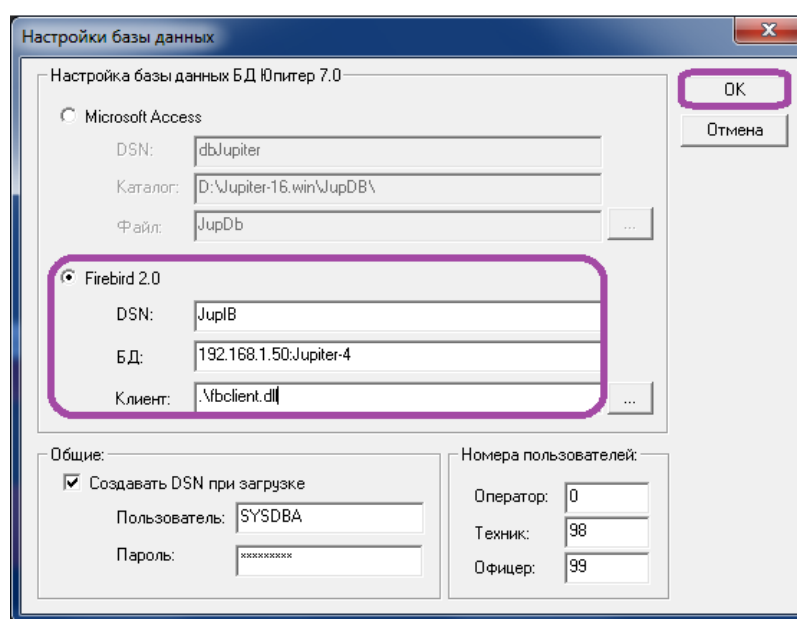 Настройки базы данных
Настройка базы данных БД Юпитер 7.0
OK
Отмена
Microsoft Access
DSN: dbJupiter
Каталог: D:\Jupiter-16.win\JupDB\
Файл: JupDb ...
Firebird 2.0
DSN: JupIB
БД: 192.168.1.50:Jupiter-4
Клиент: .\fbclient.dll ...
Общие:
Создавать DSN при загрузке
Пользователь: SYSDBA
Пароль: xxxxxxxxx
Номера пользователей:
Оператор: 0
Техник: 98
Офицер: 99